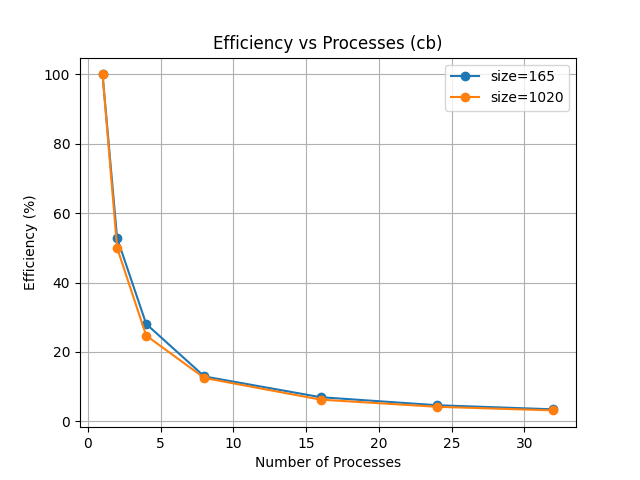 Efficiency vs Processes (cb)
size=165
size=1020
Efficiency (%)
100
80
60
40
20
0
0 5 10 15 20 25 30
Number of Processes